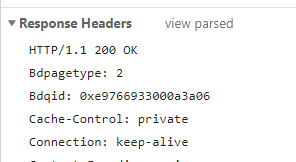 Response Headers view parsed
HTTP/1.1 200 OK
Bdpagetype: 2
Bdqid: 0xe9766933000a3a06
Cache-Control: private
Connection: keep-alive